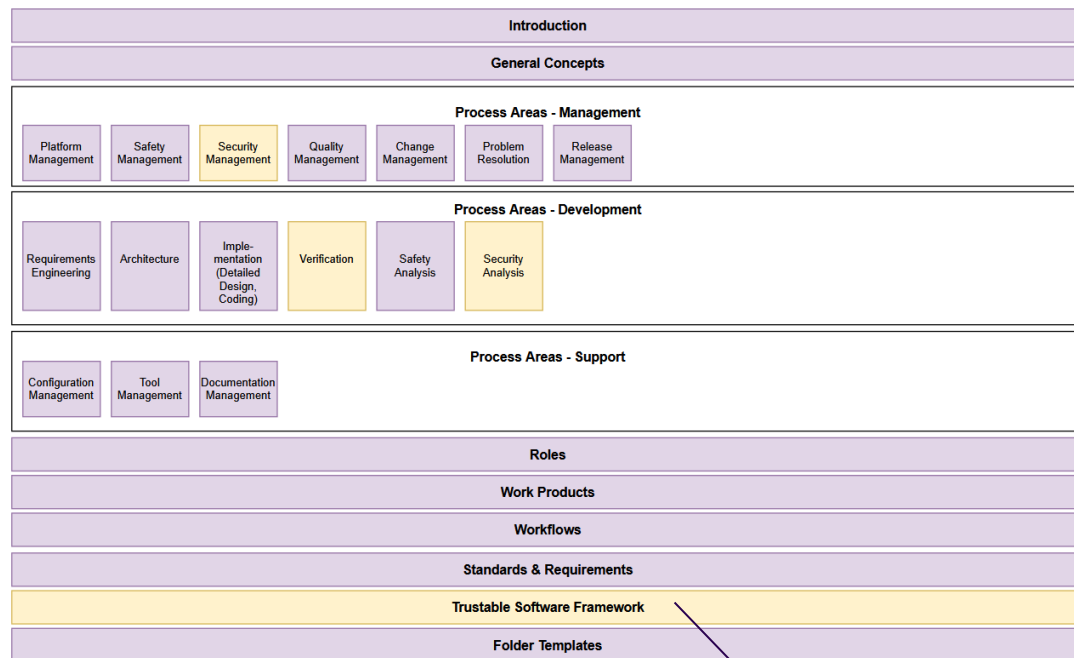 Introduction
General Concepts
Process Areas - Management
Platform
Management
Safety
Management
Security
Management
Quality
Management
Change
Management
Problem
Resolution
Release
Management
Process Areas - Development
Requirements
Engineering
Architecture
Imple-
mentation
(Detailed
Design,
Coding)
Verification
Safety
Analysis
Security
Analysis
Process Areas - Support
Configuration
Management
Tool
Management
Documentation
Management
Roles
Work Products
Workflows
Standards & Requirements
Trustable Software Framework
Folder Templates